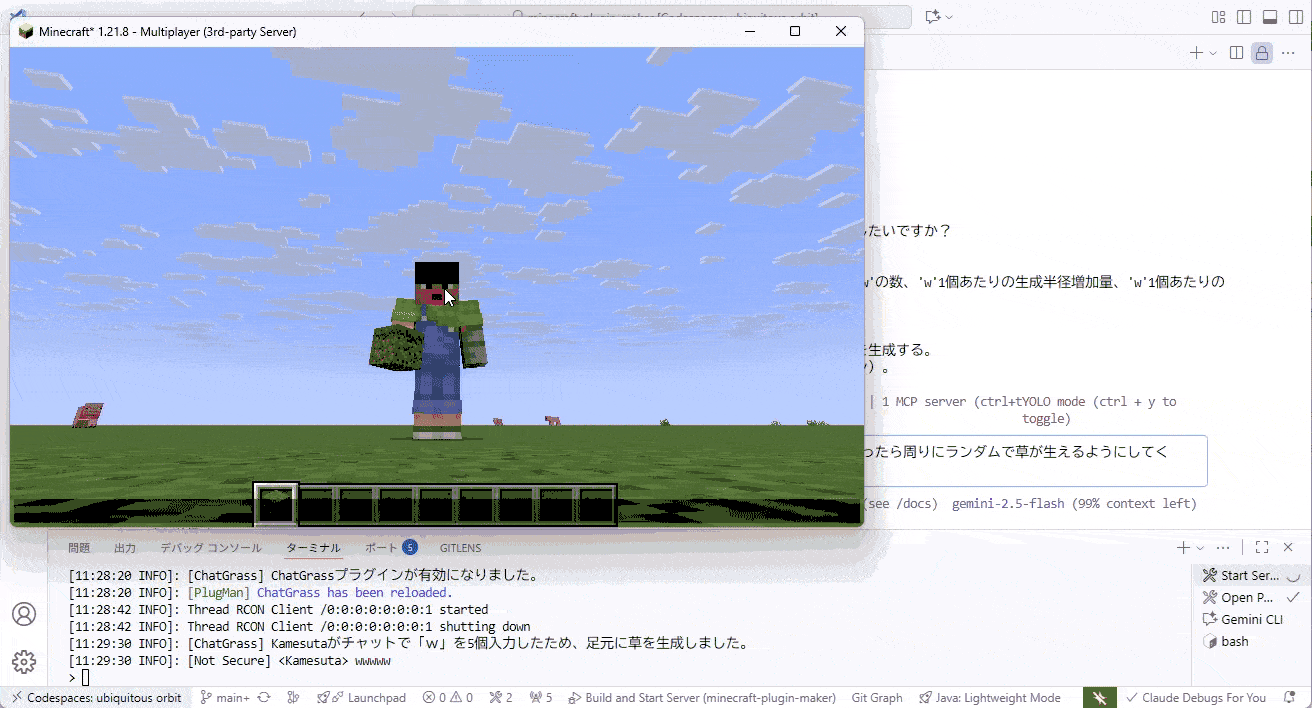 Minecraft* 1.21.8 - Multiplayer (3rd-party Server)
たいですか？
'の数、'w'1個あたりの生成半径増加量、'w'1個あたりの
生成する。
）。
| 1 MCP server (ctrl+tYOLO mode (ctrl + y to
toggle)
ったら周りにランダムで草が生えるようにしてく
(see /docs) gemini-2.5-flash (99% context left)
問題 出力 デバッグ コンソール ターミナル ポート 5 GITLENS
[11:28:20 INFO]: [ChatGrass] ChatGrassプラグインが有効になりました。
[11:28:20 INFO]: [PlugMan] ChatGrass has been reloaded.
[11:28:42 INFO]: Thread RCON Client /0:0:0:0:0:0:0:1 started
[11:28:42 INFO]: Thread RCON Client /0:0:0:0:0:0:0:1 shutting down
[11:29:30 INFO]: [ChatGrass] Kamesutaがチャットで「w」を5個入力したため、足元に草を生成しました。
[11:29:30 INFO]: [Not Secure] <Kamesuta> wwwww
>
Start Ser...
Open P...
Gemini CLI
bash
Codespaces: ubiquitous orbit main+ Launchpad 0 0 2 5 Build and Start Server (minecraft-plugin-maker) Git Graph Java: Lightweight Mode Claude Debugs For You